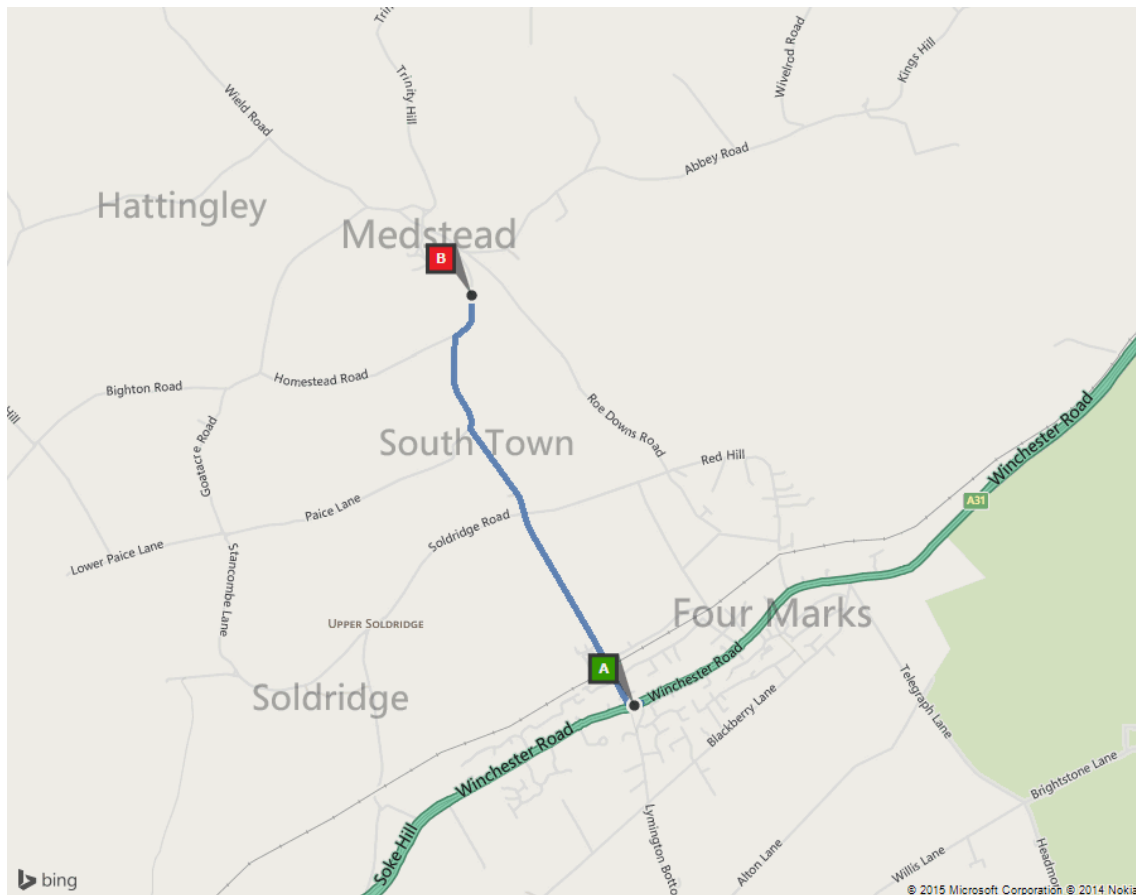 Trinity Hill
Wield Road
Wivelrod Road
Kings Hill
Abbey Road
Hattingley
Medstead
B
Bighton Road
Homestead Road
Hill
Goatacre Road
Roe Downs Road
South Town
Red Hill
Winchester Road
A31
Paice Lane
Soldridge Road
Lower Paice Lane
Stancombe Lane
UPPER SOLDRIDGE
Four Marks
A
Winchester Road
Soldridge
Blackberry Lane
Telegraph Lane
Winchester Road
Brightstone Lane
Lymington Botto
Soke Hill
Alton Lane
Willis Lane
Headmo
bing
© 2015 Microsoft Corporation © 2014 Nokia